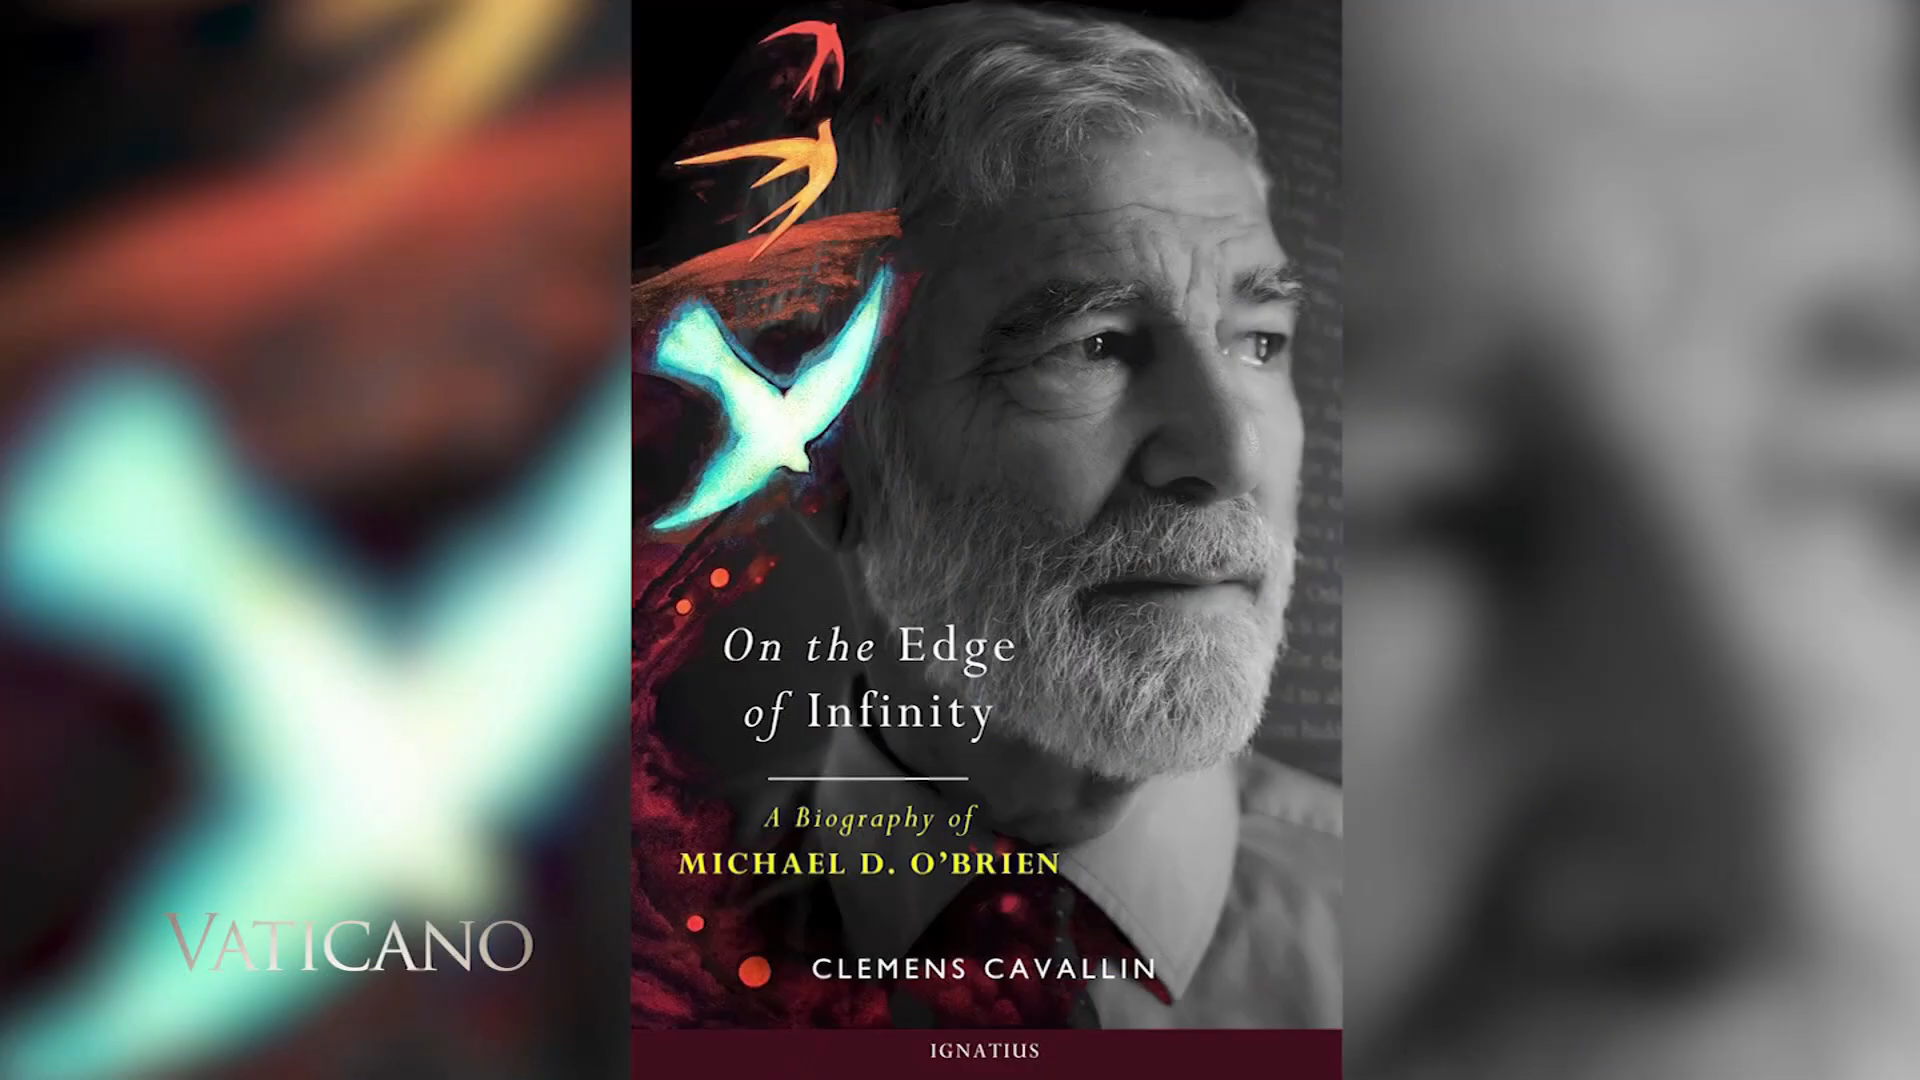 On the Edge
of Infinity
A Biography of
MICHAEL D. O'BRIEN
CLEMENS CAVALLIN
IGNATIUS
VATICANO